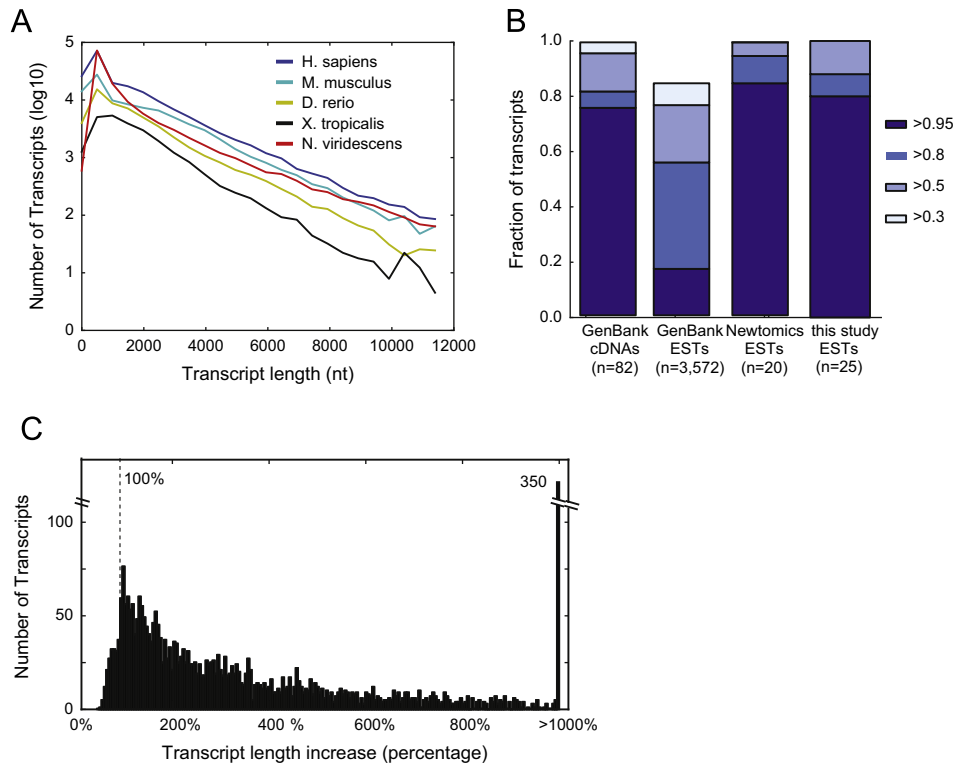 A
Number of Transcripts (log10)
5
4
3
2
1
0
0
2000
4000
6000
8000
10000
12000
Transcript length (nt)
H. sapiens
M. musculus
D. rerio
X. tropicalis
N. viridescens
B
Fraction of transcripts
1.0
0.8
0.6
0.4
0.2
0.0
GenBank
cDNAs
(n=82)
GenBank
ESTs
(n=3,572)
Newtomics
ESTs
(n=20)
this study
ESTs
(n=25)
>0.95
>0.8
>0.5
>0.3
C
Number of Transcripts
100
50
0
100%
350
0%
200%
400 %
600%
800%
>1000%
Transcript length increase (percentage)